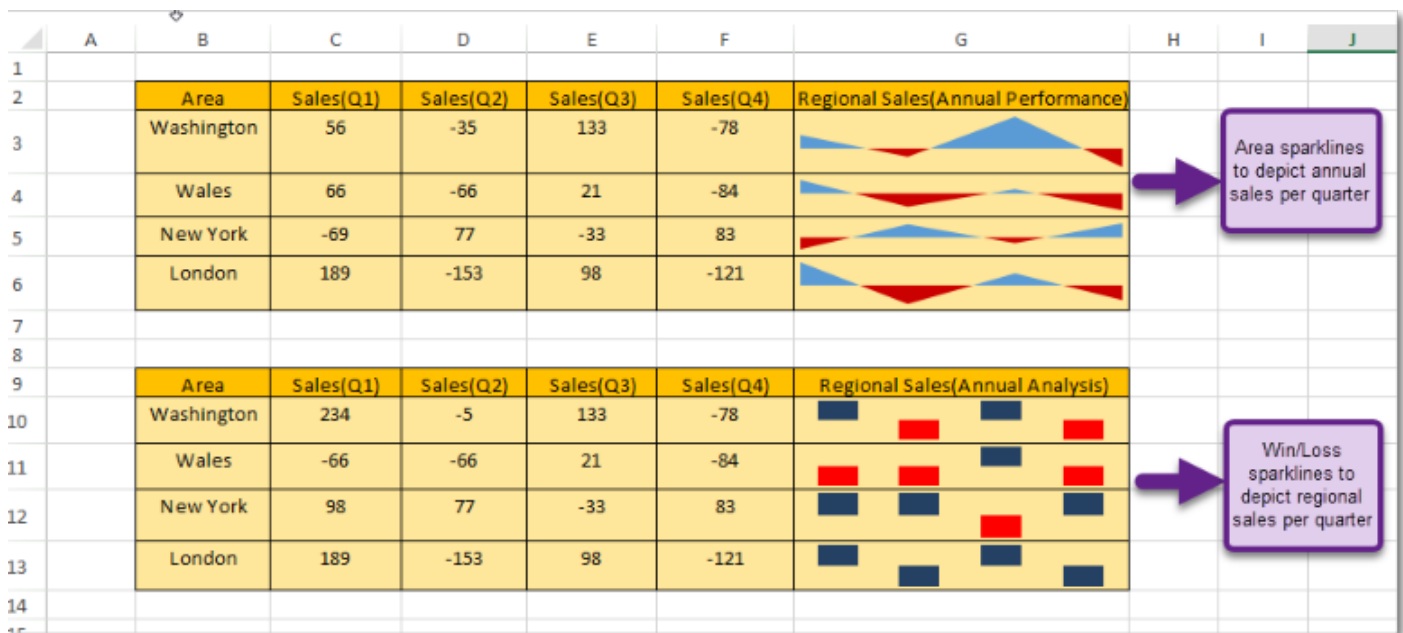 A B C D E F G H I J
1
2 Area Sales(Q1) Sales(Q2) Sales(Q3) Sales(Q4) Regional Sales(Annual Performance)
3 Washington 56 -35 133 -78
Area sparklines
to depict annual
sales per quarter
4 Wales 66 -66 21 -84
5 New York -69 77 -33 83
6 London 189 -153 98 -121
7
8
9 Area Sales(Q1) Sales(Q2) Sales(Q3) Sales(Q4) Regional Sales(Annual Analysis)
10 Washington 234 -5 133 -78
11 Wales -66 -66 21 -84
Win/Loss
sparklines to
depict regional
sales per quarter
12 New York 98 77 -33 83
13 London 189 -153 98 -121
14